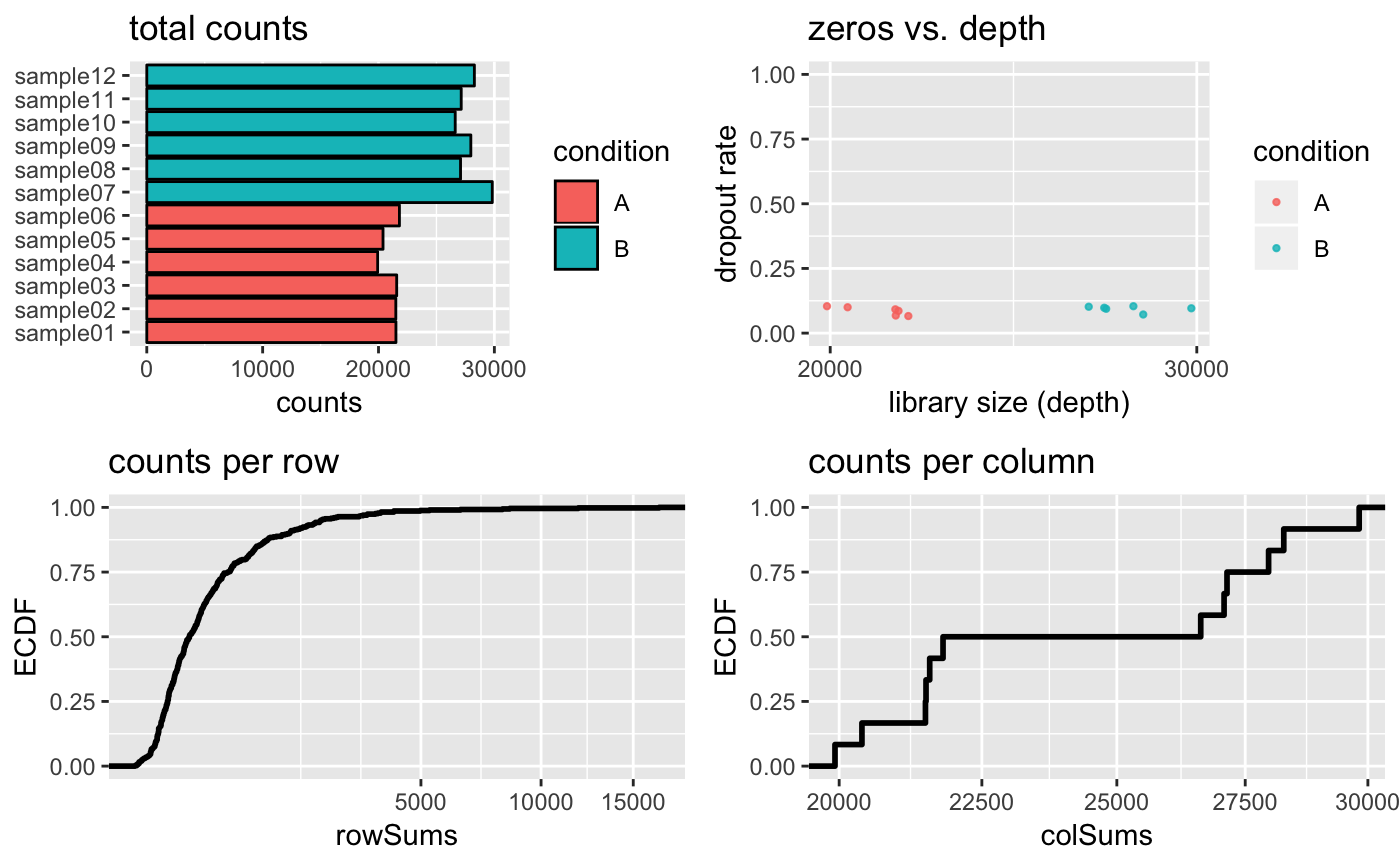 total counts
sample12
sample11
sample10
sample09
sample08
sample07
sample06
sample05
sample04
sample03
sample02
sample01
0 10000 20000 30000
counts
condition
A
B
zeros vs. depth
dropout rate
1.00
0.75
0.50
0.25
0.00
20000 30000
library size (depth)
condition
A
B
counts per row
ECDF
1.00
0.75
0.50
0.25
0.00
5000 10000 15000
rowSums
counts per column
ECDF
1.00
0.75
0.50
0.25
0.00
20000 22500 25000 27500 30000
colSums